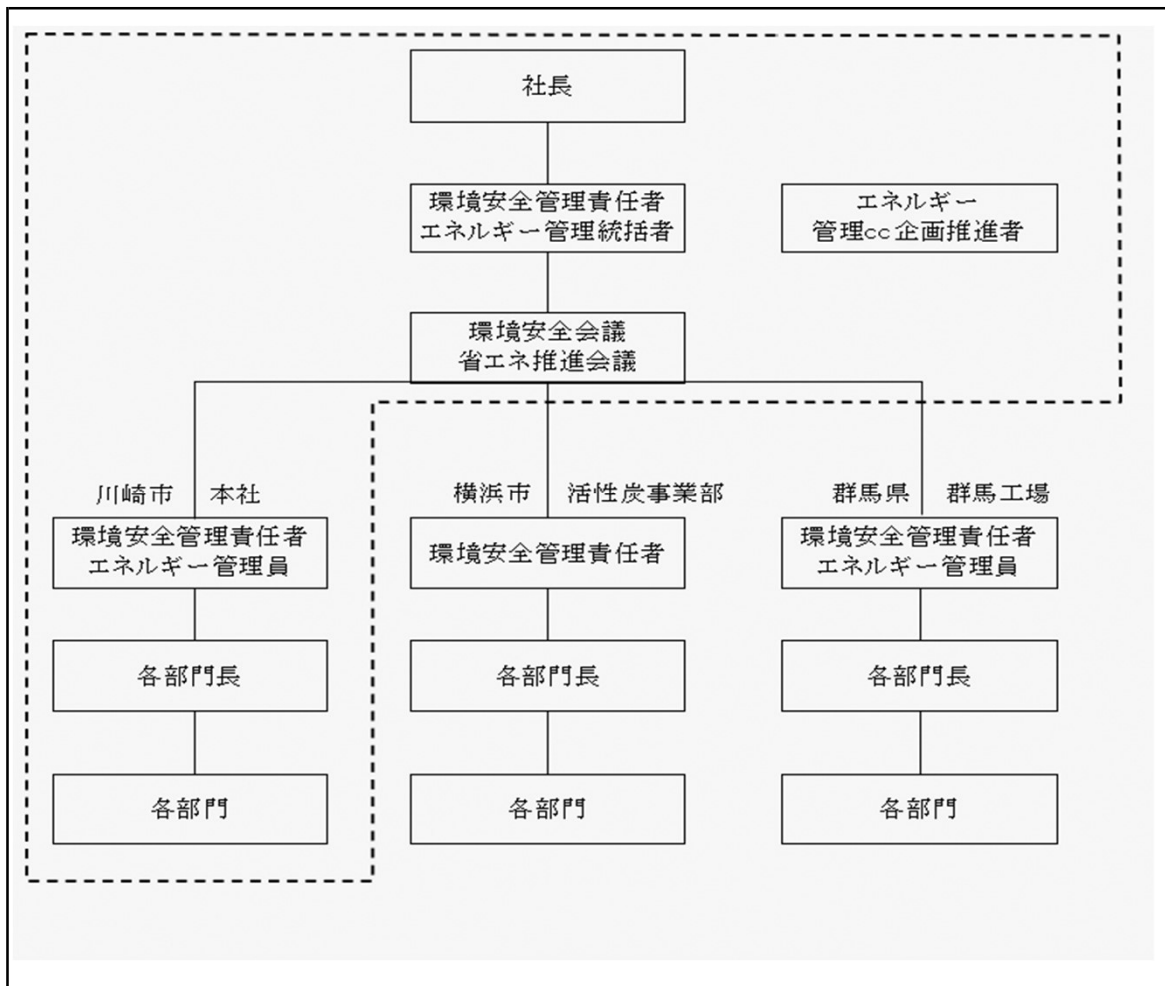 社長
環境安全管理責任者
エネルギー管理統括者
エネルギー
管理cc企画推進者
環境安全会議
省エネ推進会議
川崎市 本社
環境安全管理責任者
エネルギー管理員
各部門長
各部門
横浜市 活性炭事業部
環境安全管理責任者
各部門長
各部門
群馬県 群馬工場
環境安全管理責任者
エネルギー管理員
各部門長
各部門